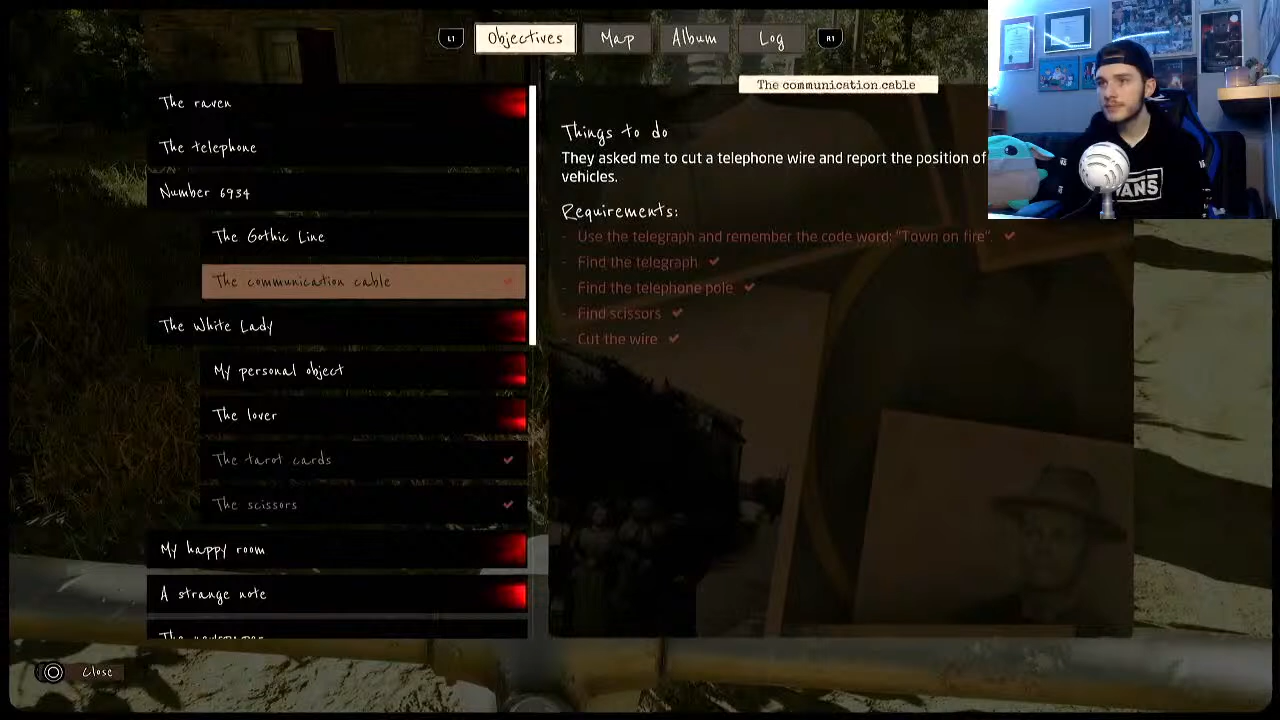 L1
Objectives
Map
Album
Log
R1
The communication cable
The raven
The telephone
Number 6934
The Gothic Line
The communication cable
The White Lady
My personal object
The lover
The tarot cards
The scissors
My happy room
A strange note
Things to do
They asked me to cut a telephone wire and report the position of
vehicles.
Requirements:
- Use the telegraph and remember the code word: "Town on fire".
- Find the telegraph
- Find the telephone pole
- Find scissors
- Cut the wire
Close
VANS